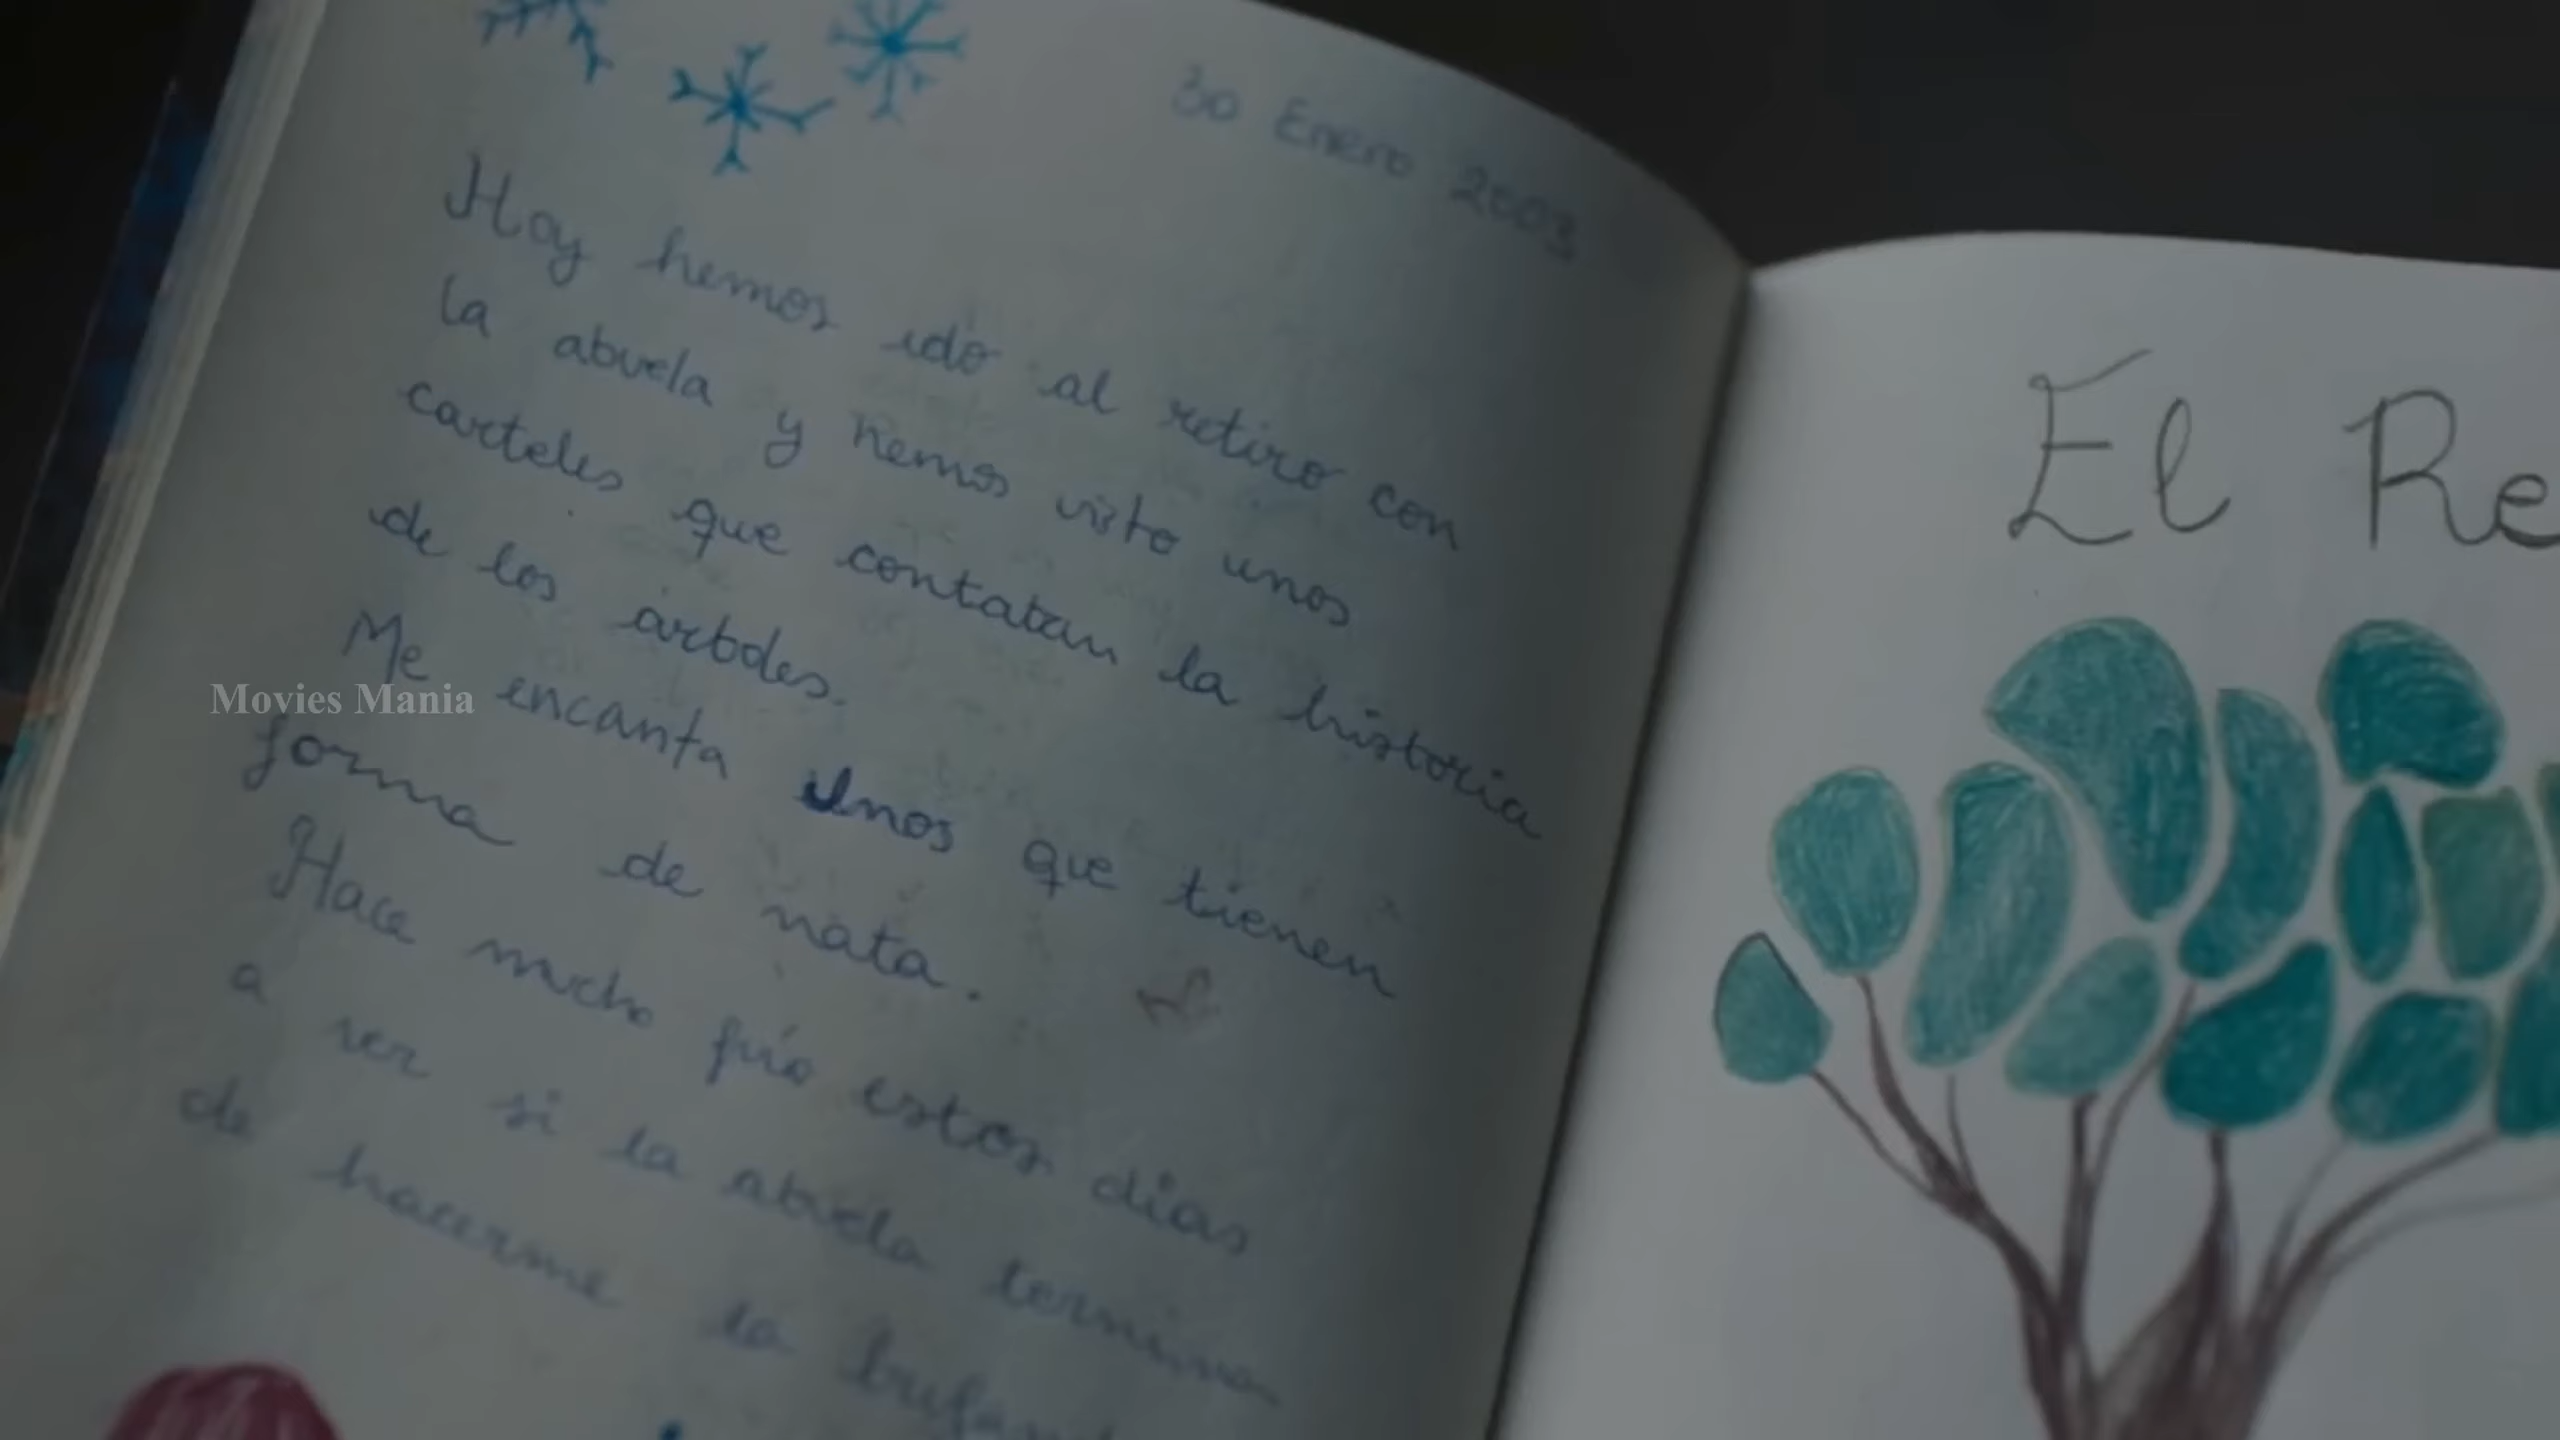 30 Enero 2003
Hoy hemos ido al retiro con
la abuela y hemos visto unos
carteles que contaban la historia
de los árboles.
Me encanta unos que tienen
forma de nata.
Hace mucho frío estos días
a ver si la abuela termina
de hacerme la
El Re
Movies Mania